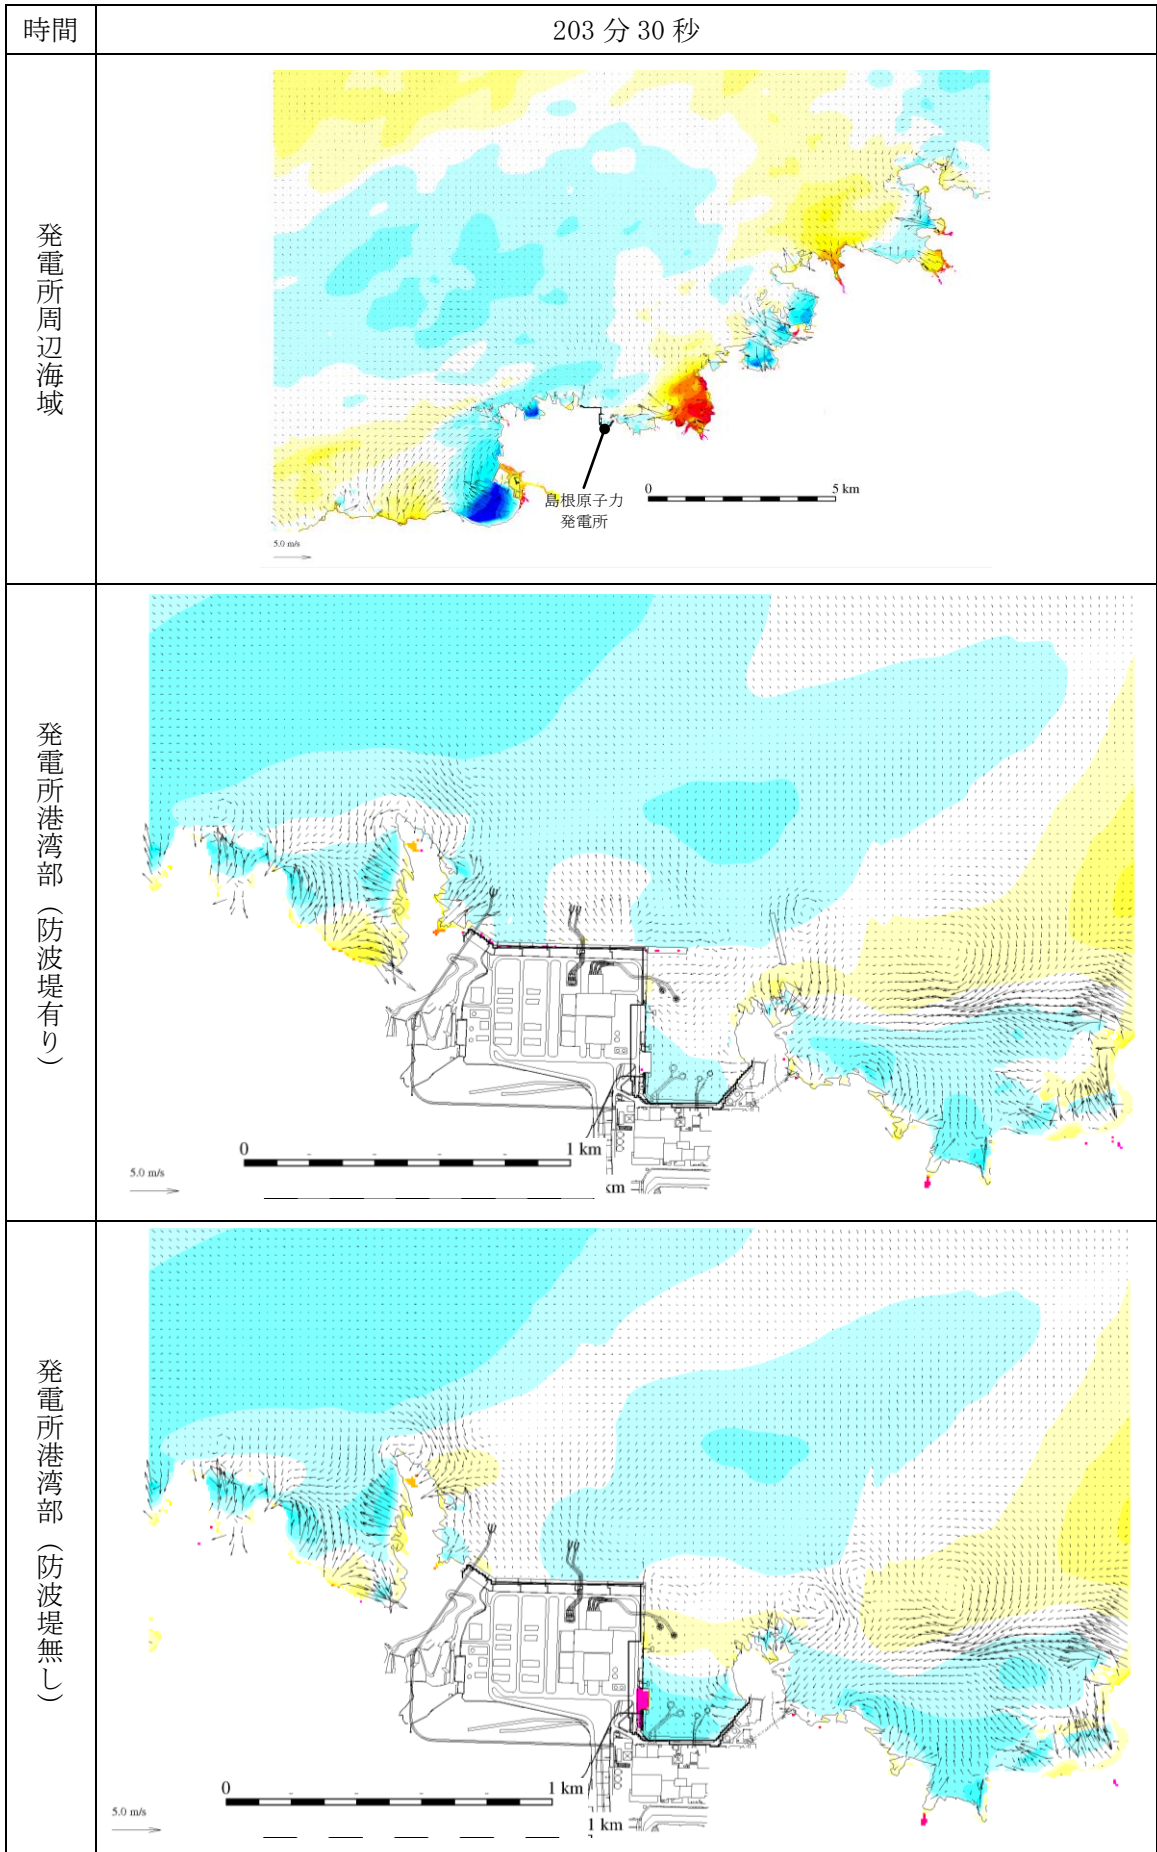 時間
203 分 30 秒
発電所周辺海域
島根原子力
発電所
0
5 km
5.0 m/s
発電所港湾部（防波堤有り）
0
1 km
km
5.0 m/s
発電所港湾部（防波堤無し）
0
1 km
1 km
5.0 m/s